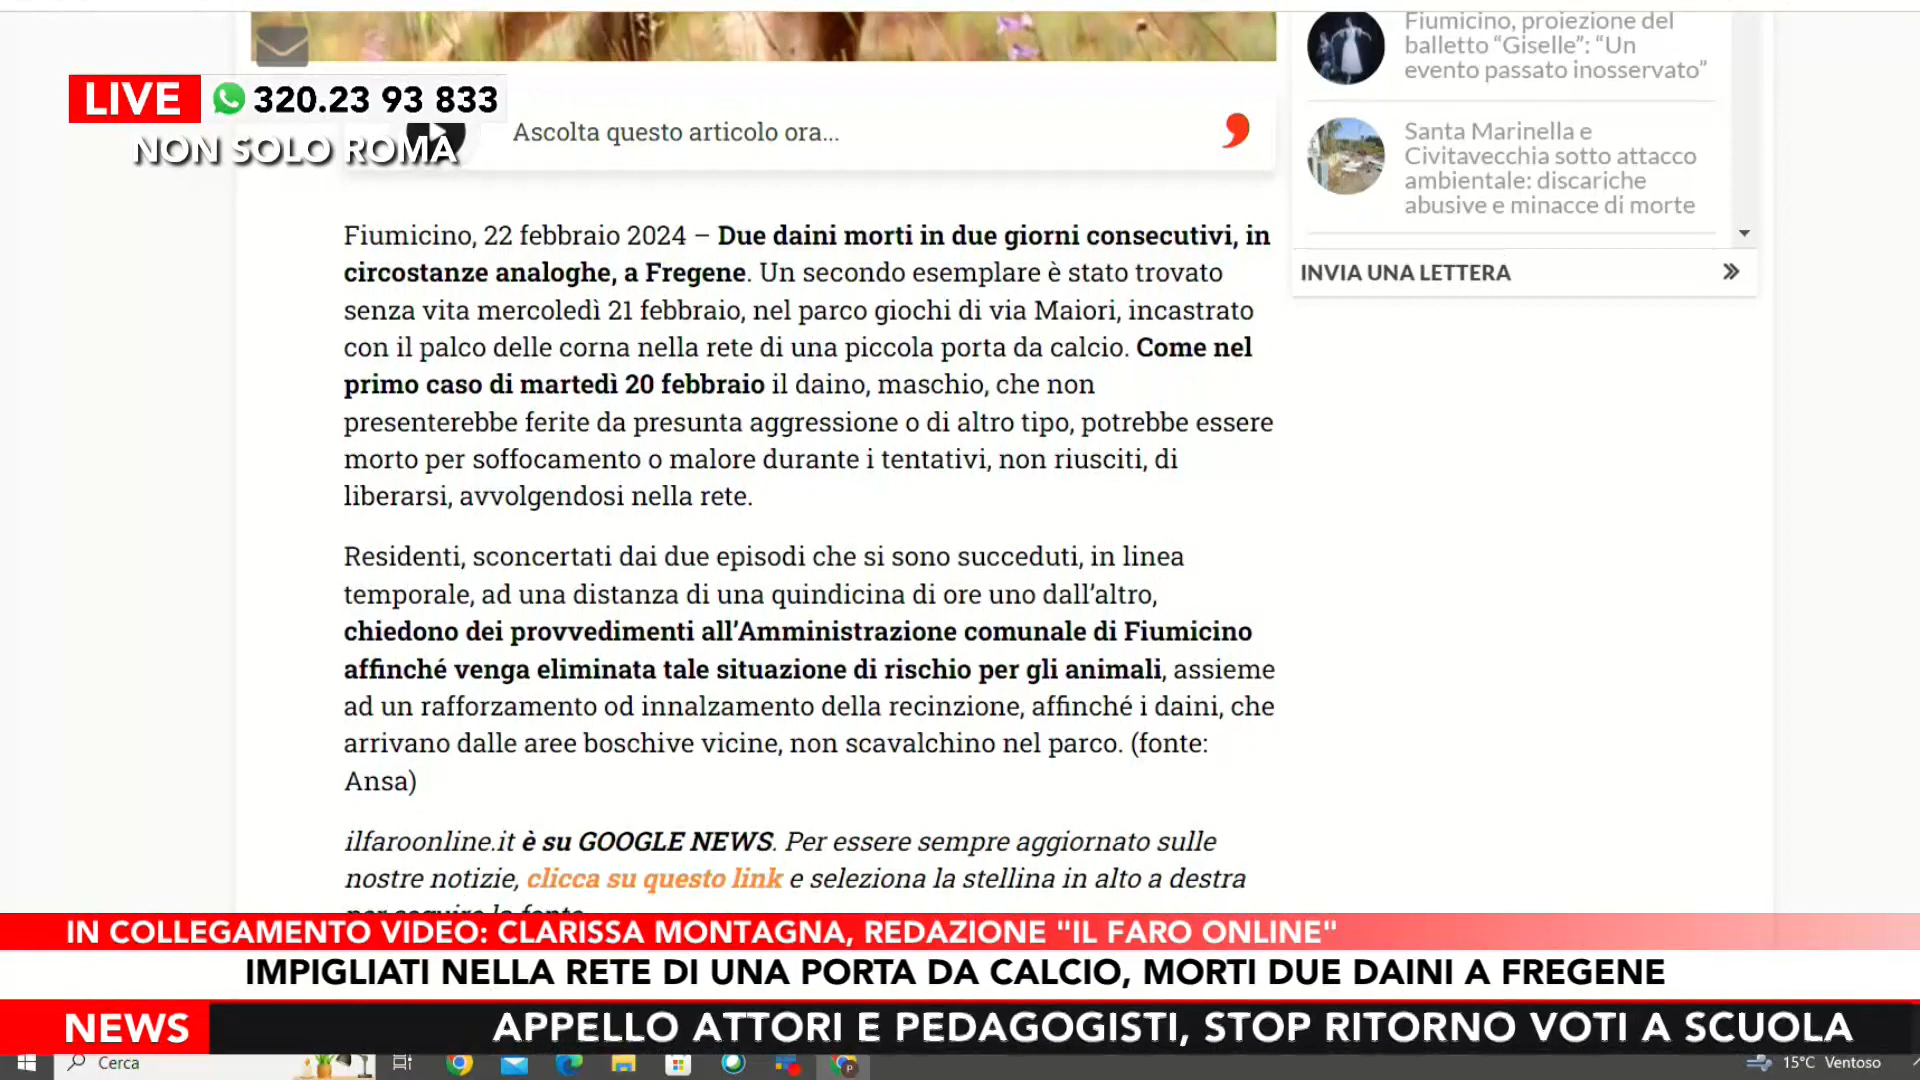 Fiumicino, proiezione del
balletto “Giselle”: “Un
evento passato inosservato”
LIVE 320.23 93 833
NON SOLO ROMA
Ascolta questo articolo ora...
Santa Marinella e
Civitavecchia sotto attacco
ambientale: discariche
abusive e minacce di morte
INVIA UNA LETTERA
Fiumicino, 22 febbraio 2024 – Due daini morti in due giorni consecutivi, in
circostanze analoghe, a Fregene. Un secondo esemplare è stato trovato
senza vita mercoledì 21 febbraio, nel parco giochi di via Maiori, incastrato
con il palco delle corna nella rete di una piccola porta da calcio. Come nel
primo caso di martedì 20 febbraio il daino, maschio, che non
presenterebbe ferite da presunta aggressione o di altro tipo, potrebbe essere
morto per soffocamento o malore durante i tentativi, non riusciti, di
liberarsi, avvolgendosi nella rete.
Residenti, sconcertati dai due episodi che si sono succeduti, in linea
temporale, ad una distanza di una quindicina di ore uno dall’altro,
chiedono dei provvedimenti all’Amministrazione comunale di Fiumicino
affinché venga eliminata tale situazione di rischio per gli animali, assieme
ad un rafforzamento od innalzamento della recinzione, affinché i daini, che
arrivano dalle aree boschive vicine, non scavalchino nel parco. (fonte:
Ansa)
ilfaroonline.it è su GOOGLE NEWS. Per essere sempre aggiornato sulle
nostre notizie, clicca su questo link e seleziona la stellina in alto a destra
per seguire la fonte.
IN COLLEGAMENTO VIDEO: CLARISSA MONTAGNA, REDAZIONE "IL FARO ONLINE"
IMPIGLIATI NELLA RETE DI UNA PORTA DA CALCIO, MORTI DUE DAINI A FREGENE
NEWS APPELLO ATTORI E PEDAGOGISTI, STOP RITORNO VOTI A SCUOLA
Cerca
15°C Ventoso